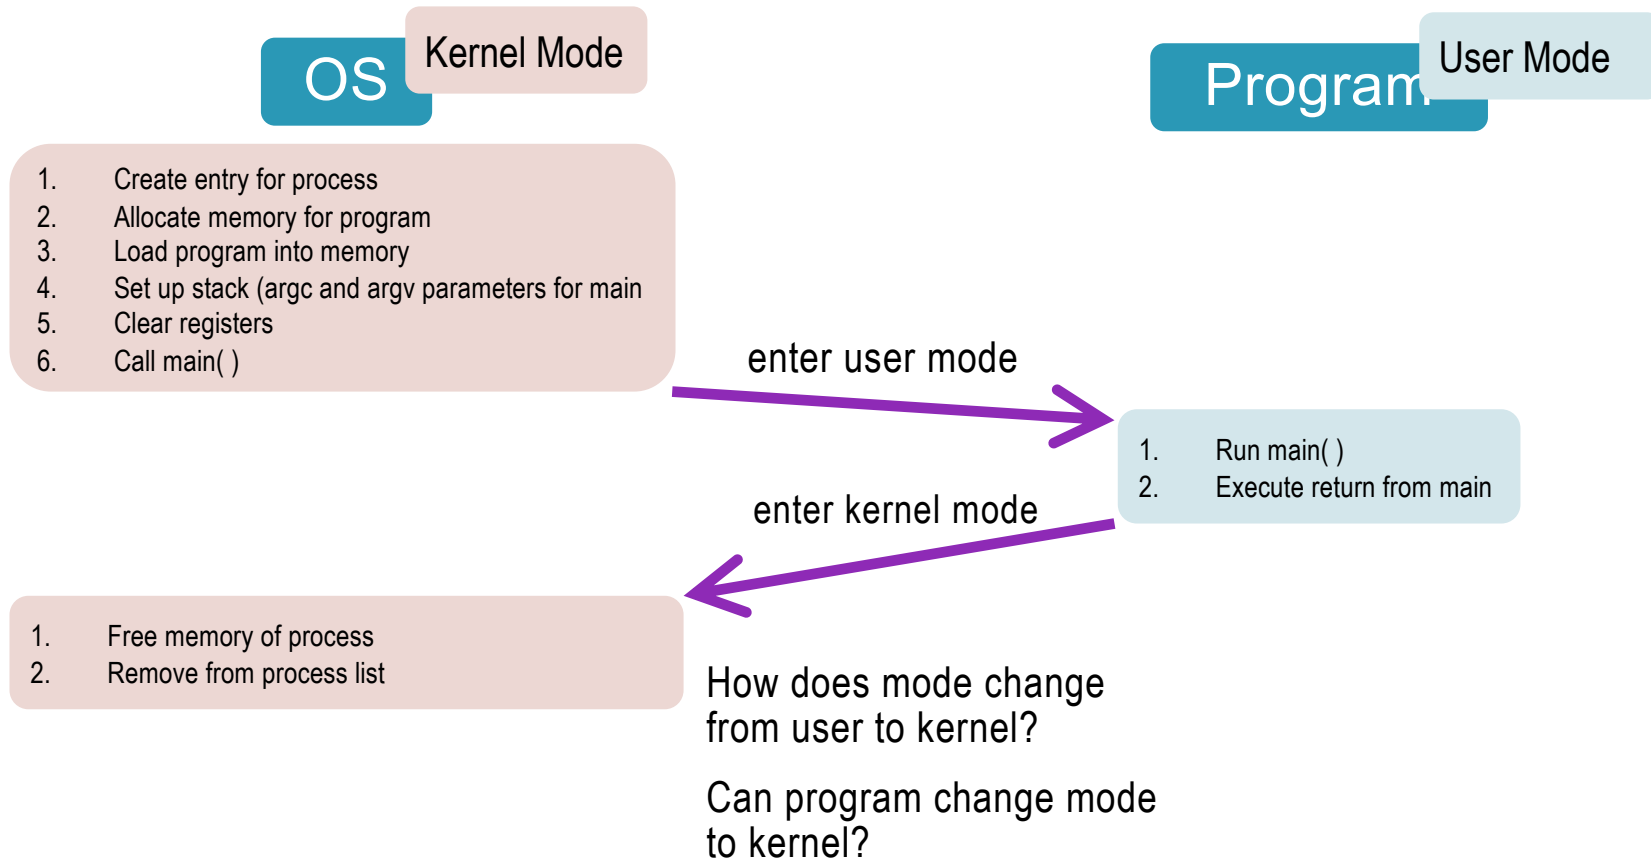 OS
Kernel Mode
Program
User Mode
1. Create entry for process
2. Allocate memory for program
3. Load program into memory
4. Set up stack (argc and argv parameters for main
5. Clear registers
6. Call main( )
enter user mode
1. Run main( )
2. Execute return from main
enter kernel mode
1. Free memory of process
2. Remove from process list
How does mode change
from user to kernel?
Can program change mode
to kernel?